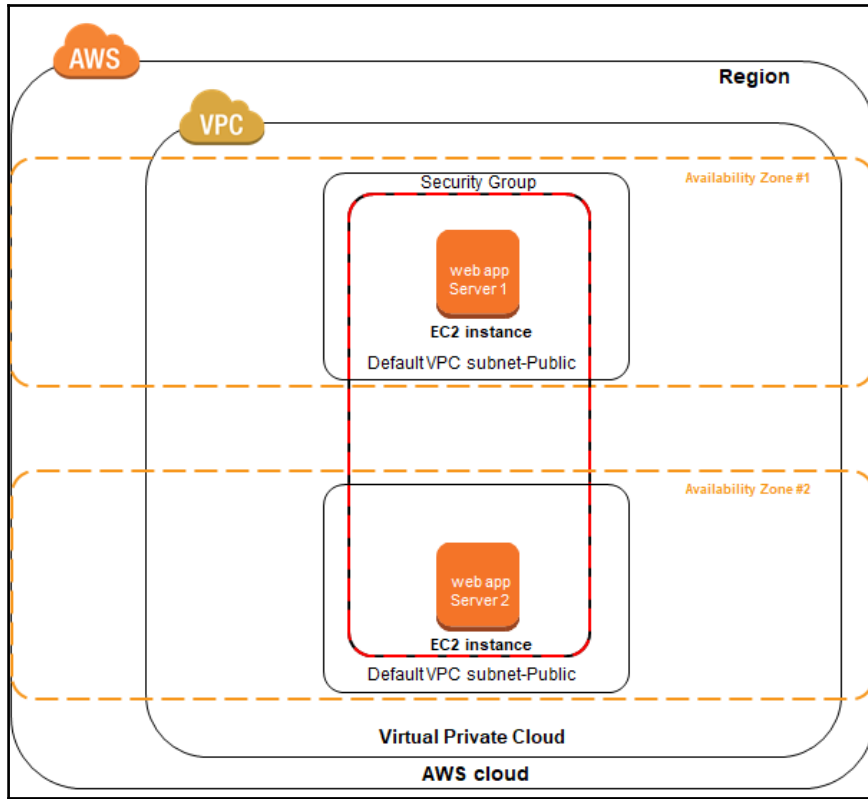 AWS
Region
VPC
Security Group
Availability Zone #1
web app
Server 1
EC2 instance
Default VPC subnet-Public
Availability Zone #2
web app
Server 2
EC2 instance
Default VPC subnet-Public
Virtual Private Cloud
AWS cloud